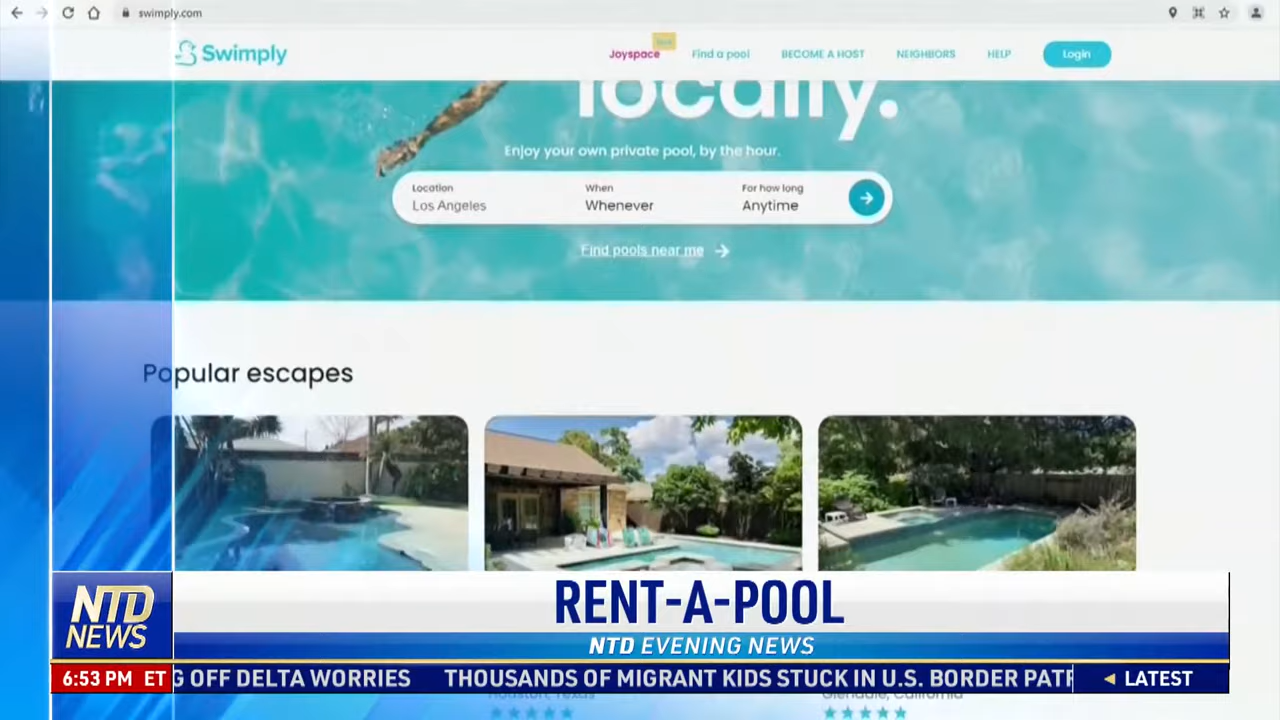 swimply.com
Swimply
Joyspace
Find a pool
BECOME A HOST
NEIGHBORS
HELP
Login
locally.
Enjoy your own private pool, by the hour.
Location
Los Angeles
When
Whenever
For how long
Anytime
Find pools near me
Popular escapes
NTD
NEWS
RENT-A-POOL
NTD EVENING NEWS
6:53 PM ET
G OFF DELTA WORRIES THOUSANDS OF MIGRANT KIDS STUCK IN U.S. BORDER PATR
LATEST
Houston, Texas
Glendale, California